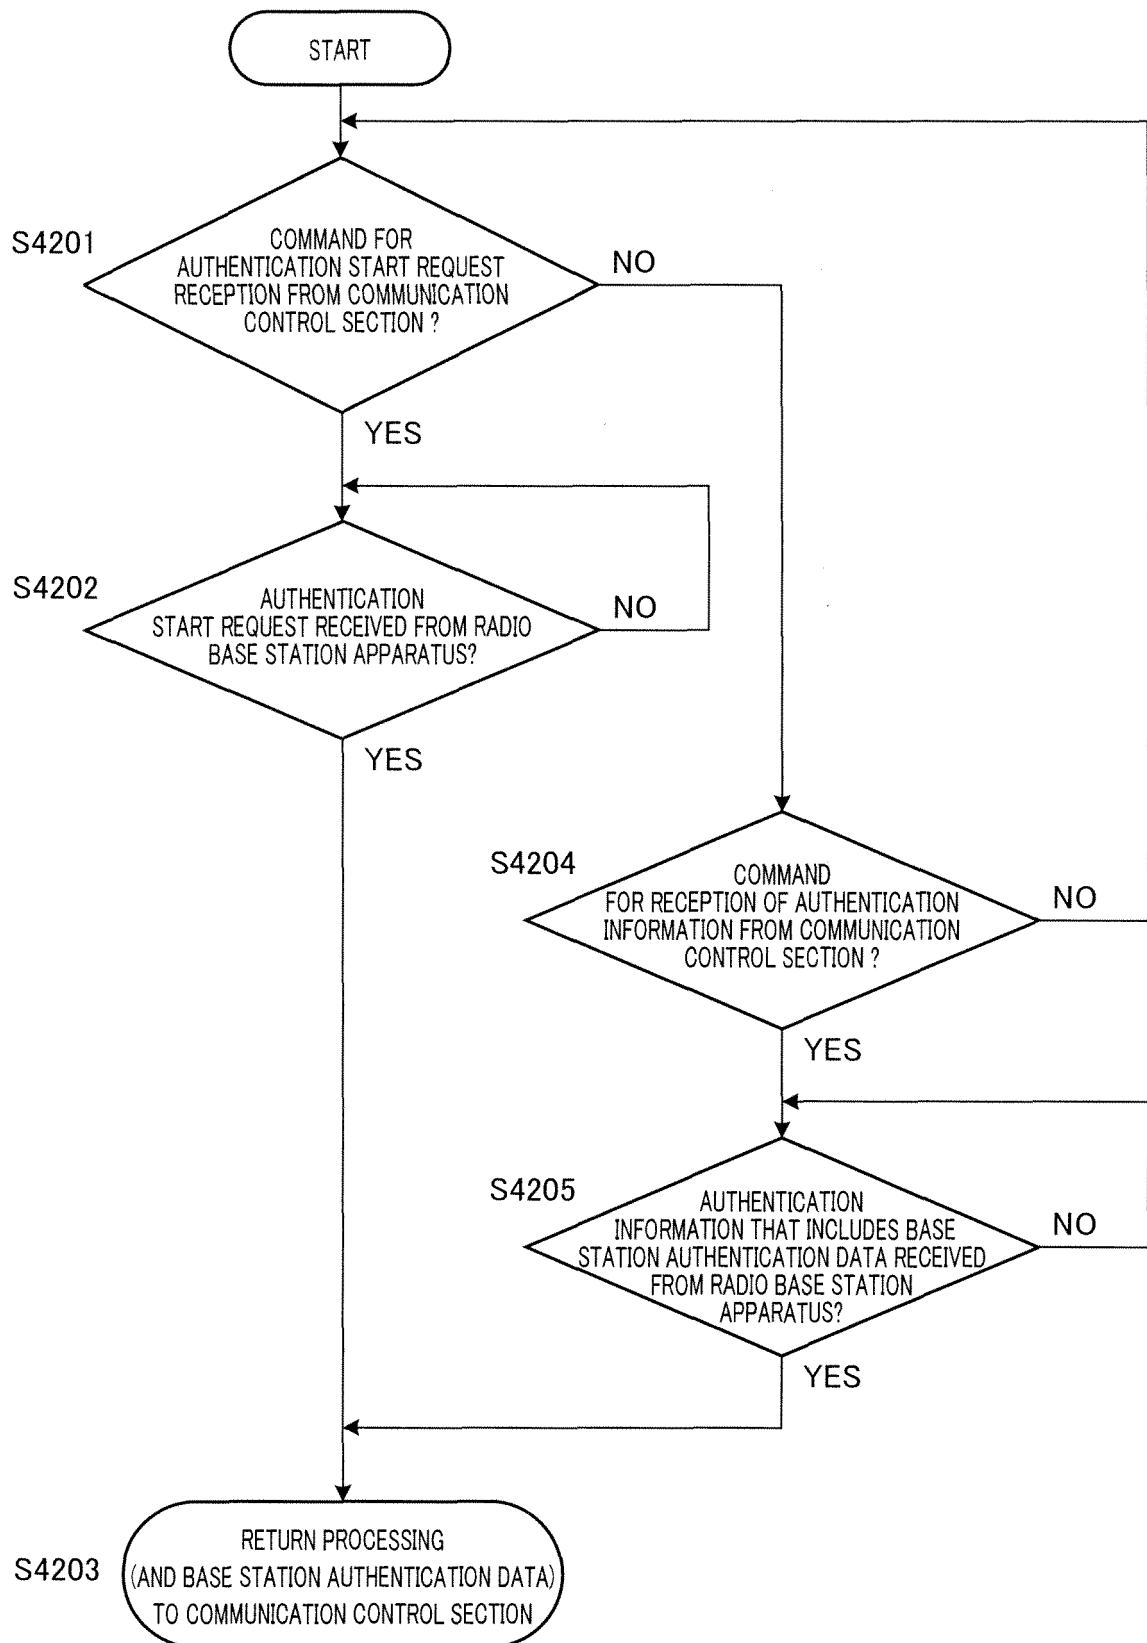 START
S4201
COMMAND FOR
AUTHENTICATION START REQUEST
RECEPTION FROM COMMUNICATION
CONTROL SECTION ?
NO
YES
S4202
AUTHENTICATION
START REQUEST RECEIVED FROM RADIO
BASE STATION APPARATUS?
NO
YES
S4204
COMMAND
FOR RECEPTION OF AUTHENTICATION
INFORMATION FROM COMMUNICATION
CONTROL SECTION ?
NO
YES
S4205
AUTHENTICATION
INFORMATION THAT INCLUDES BASE
STATION AUTHENTICATION DATA RECEIVED
FROM RADIO BASE STATION
APPARATUS?
NO
YES
S4203
RETURN PROCESSING
(AND BASE STATION AUTHENTICATION DATA)
TO COMMUNICATION CONTROL SECTION